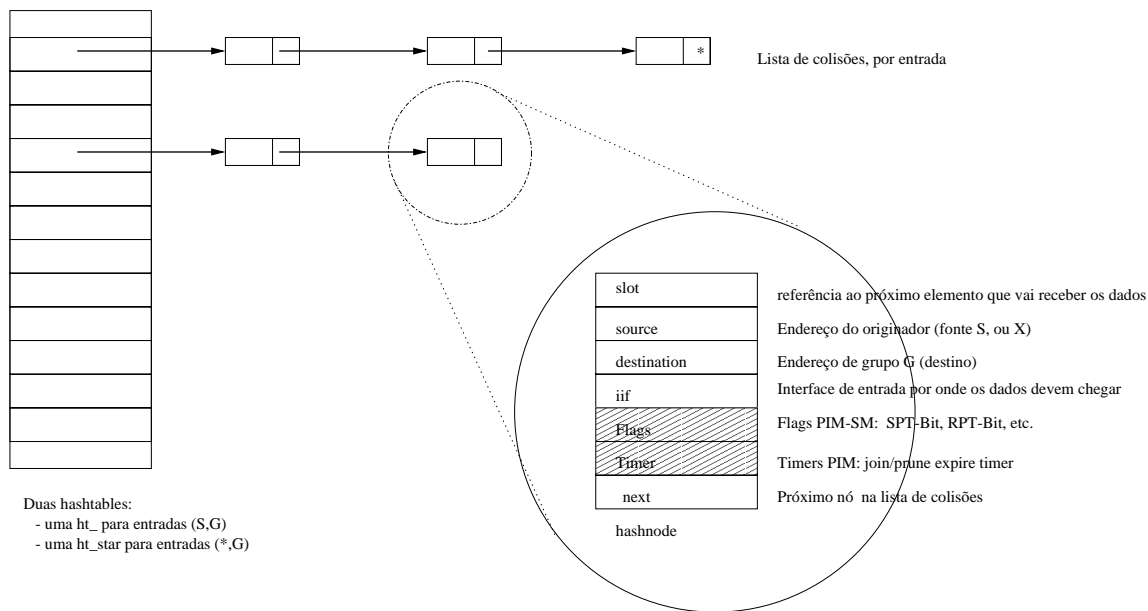 *
Lista de colisões, por entrada
slot
referência ao próximo elemento que vai receber os dados
source
Endereço do originador (fonte S, ou X)
destination
Endereço de grupo G (destino)
iif
Interface de entrada por onde os dados devem chegar
Flags
Flags PIM-SM: SPT-Bit, RPT-Bit, etc.
Timer
Timers PIM: join/prune expire timer
next
Próximo nó na lista de colisões
hashnode
Duas hashtables:
- uma ht_ para entradas (S,G)
- uma ht_star para entradas (*,G)